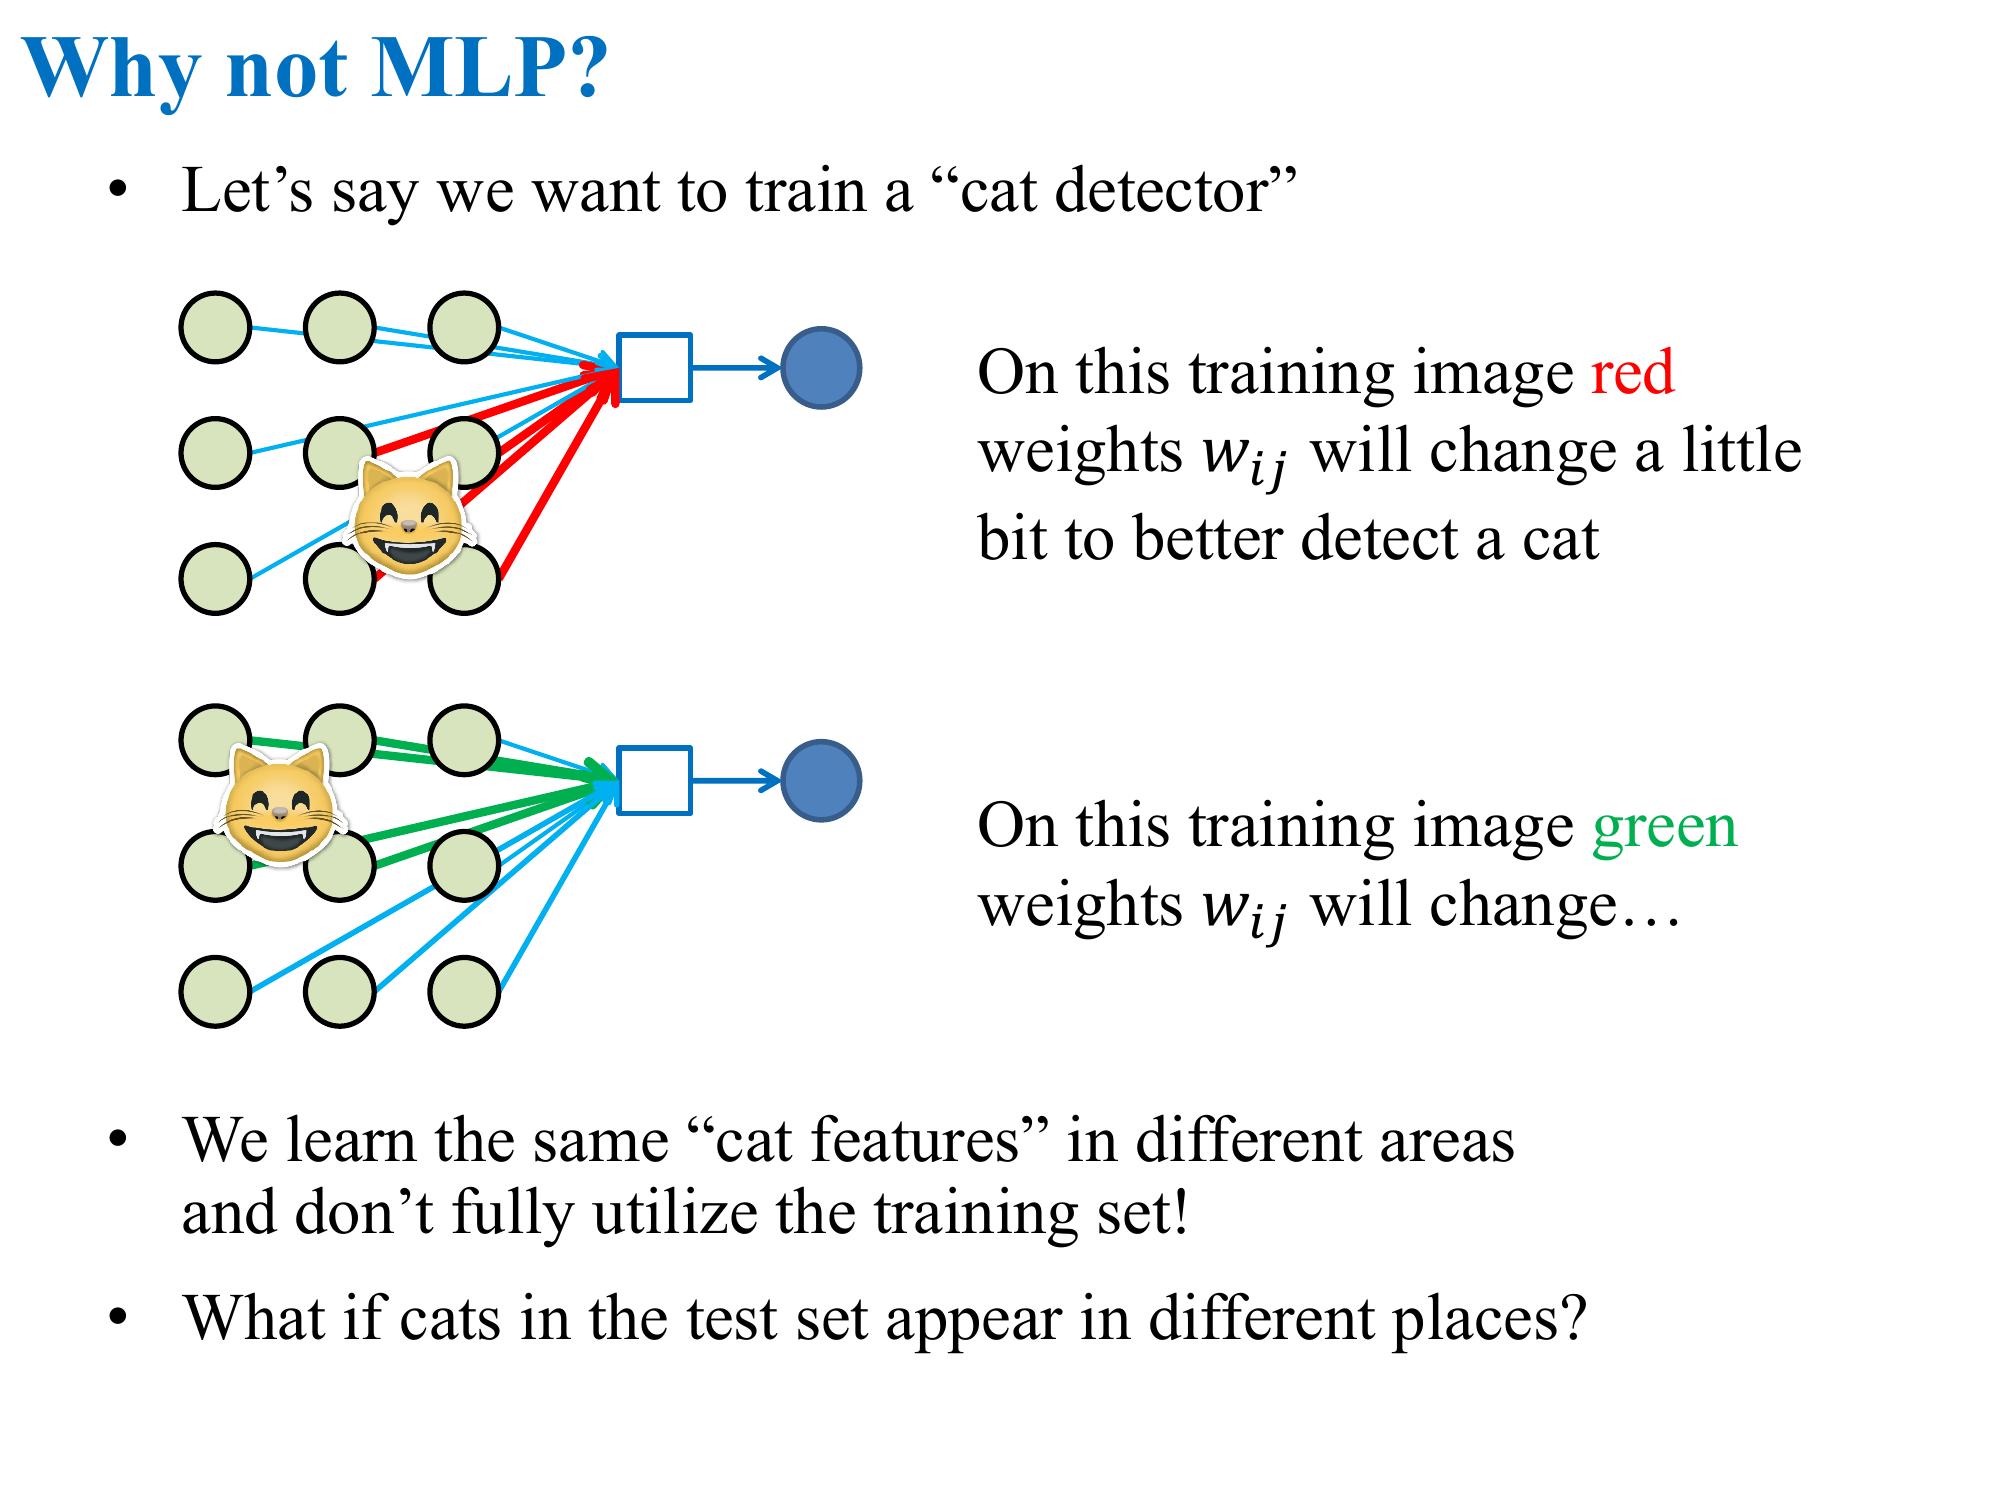 Why not MLP?
• Let’s say we want to train a “cat detector”
On this training image red
weights w_{ij} will change a little
bit to better detect a cat
On this training image green
weights w_{ij} will change…
• We learn the same “cat features” in different areas
and don’t fully utilize the training set!
• What if cats in the test set appear in different places?